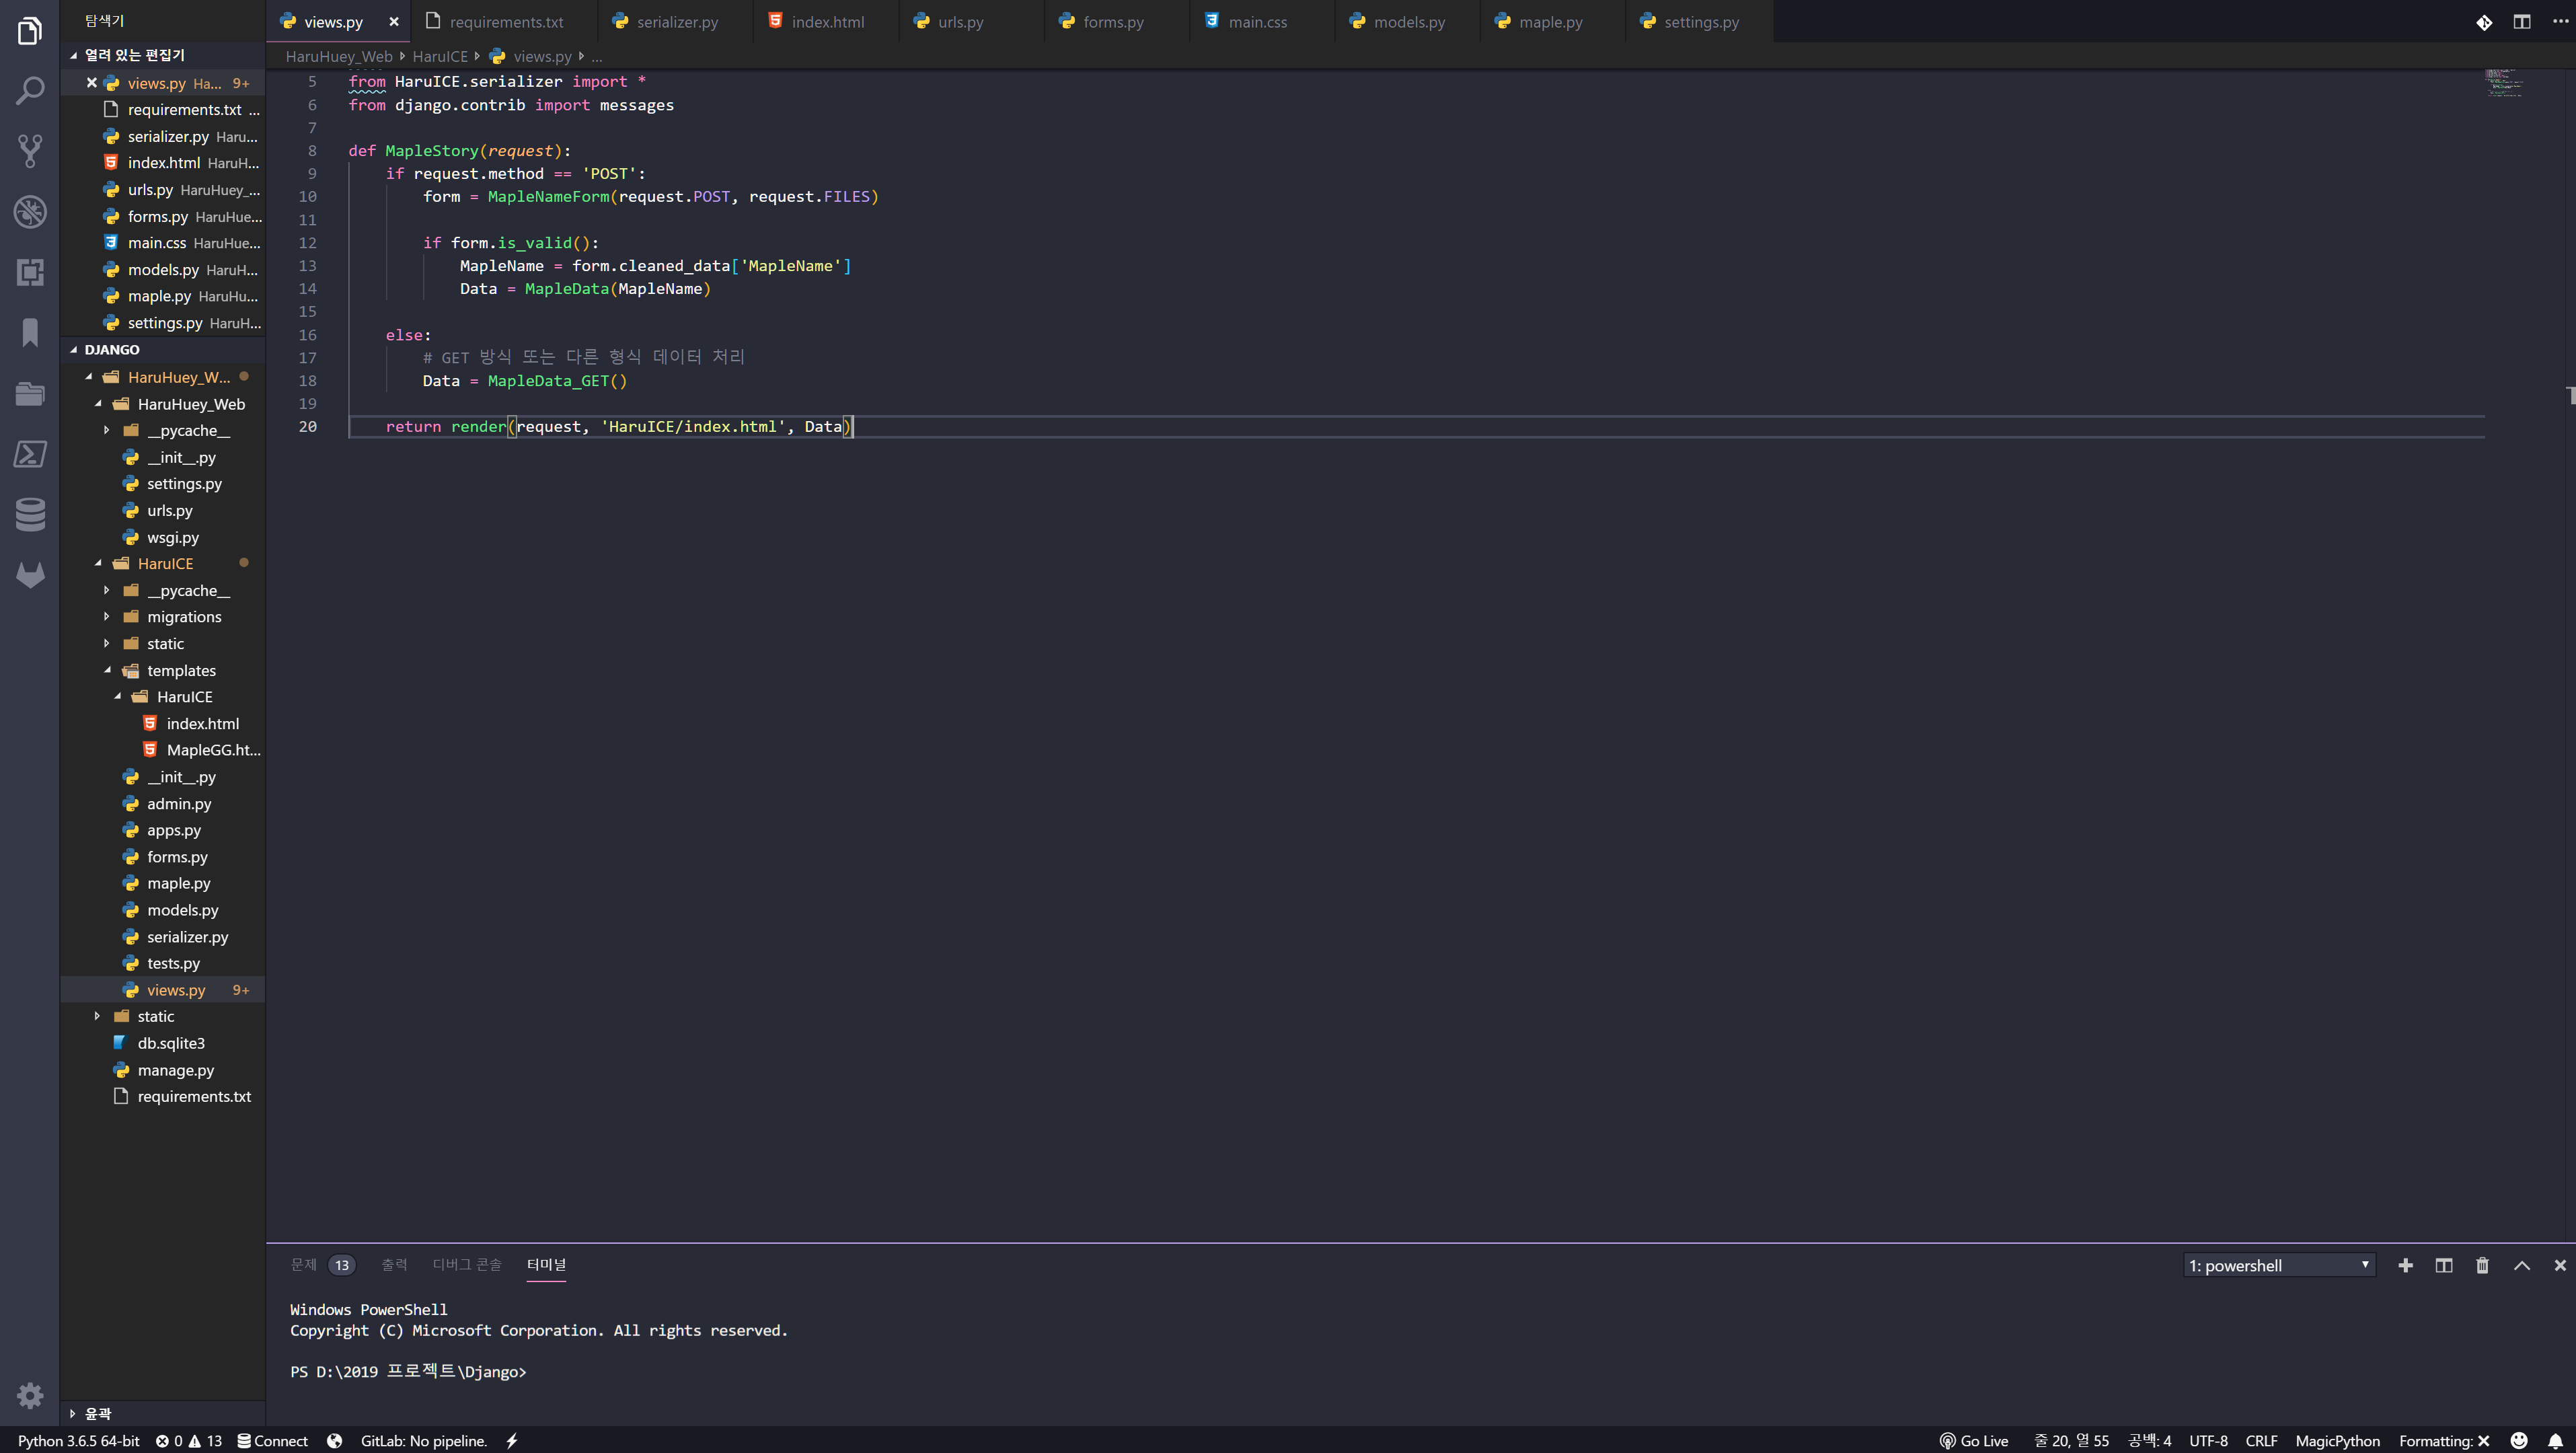 탐색기
열려 있는 편집기
views.py Ha... 9+
requirements.txt ...
serializer.py Haru...
index.html HaruH...
urls.py HaruHuey_...
forms.py HaruHue...
main.css HaruHue...
models.py HaruH...
maple.py HaruHu...
settings.py HaruH...
DJANGO
HaruHuey_W...
HaruHuey_Web
__pycache__
__init__.py
settings.py
urls.py
wsgi.py
HaruICE
__pycache__
migrations
static
templates
HaruICE
index.html
MapleGG.ht...
__init__.py
admin.py
apps.py
forms.py
maple.py
models.py
serializer.py
tests.py
views.py 9+
static
db.sqlite3
manage.py
requirements.txt
윤곽
views.py requirements.txt serializer.py index.html urls.py forms.py main.css models.py maple.py settings.py
HaruHuey_Web HaruICE views.py ...
5 from HaruICE.serializer import *
6 from django.contrib import messages
7
8 def MapleStory(request):
9 if request.method == 'POST':
10 form = MapleNameForm(request.POST, request.FILES)
11
12 if form.is_valid():
13 MapleName = form.cleaned_data['MapleName']
14 Data = MapleData(MapleName)
15
16 else:
17 # GET 방식 또는 다른 형식 데이터 처리
18 Data = MapleData_GET()
19
20 return render(request, 'HaruICE/index.html', Data)
문제 13 출력 디버그 콘솔 터미널 1: powershell
Windows PowerShell
Copyright (C) Microsoft Corporation. All rights reserved.
PS D:\2019 프로젝트\Django>
Python 3.6.5 64-bit 0 13 Connect GitLab: No pipeline. Go Live 줄 20, 열 55 공백: 4 UTF-8 CRLF MagicPython Formatting: ✕